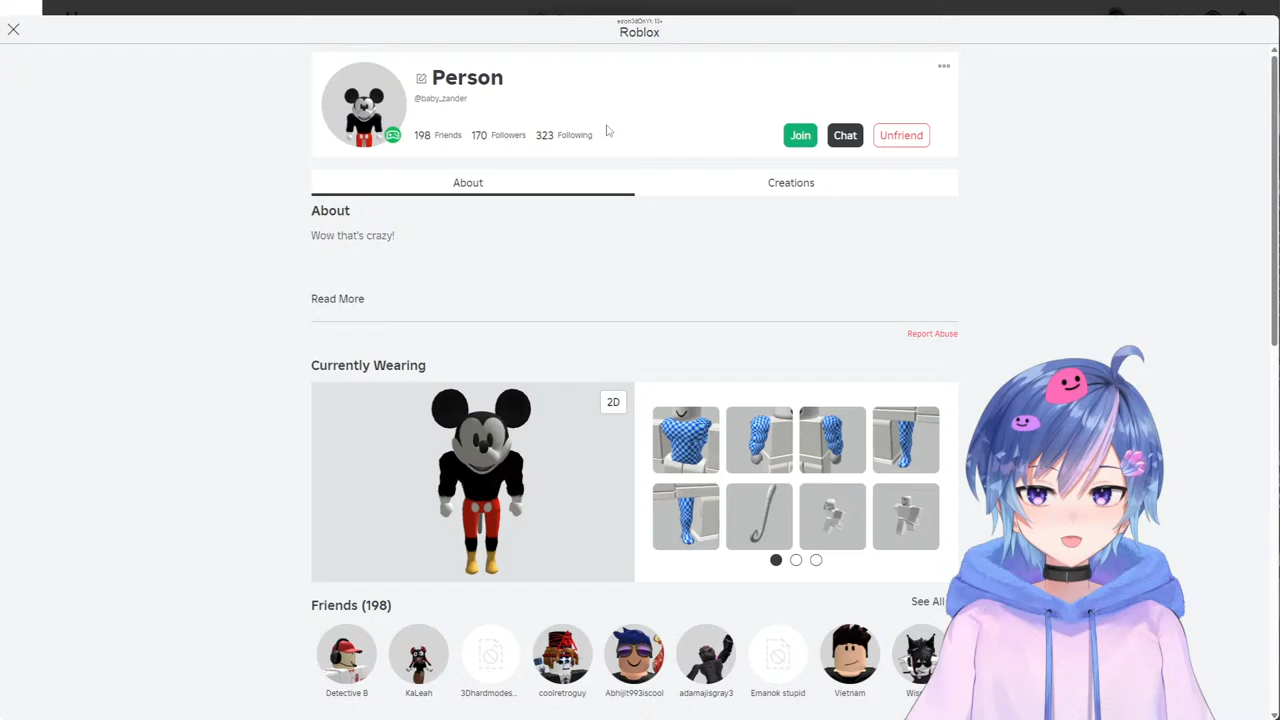 Roblox
Person
@baby_zander
198 Friends 170 Followers 323 Following
Join Chat Unfriend
About Creations
About
Wow that's crazy!
Read More
Report Abuse
Currently Wearing
2D
Friends (198)
See All
Detective B KaLeah 3Dhardmodes... coolretroguy Abhijit993iscool adamajisgray3 Emanok stupid Vietnam